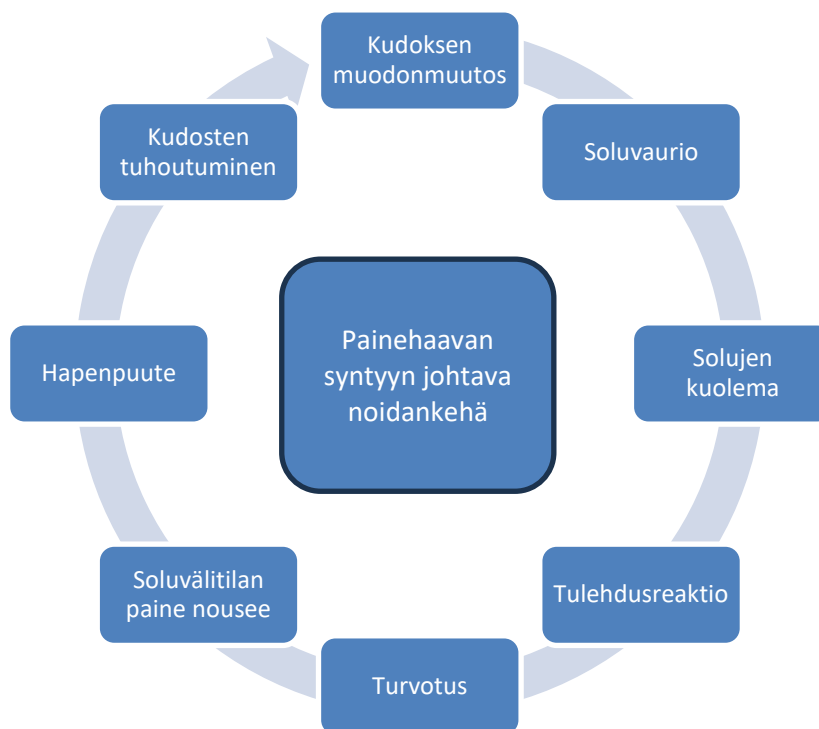 Kudoksen
muodonmuutos
Soluvaurio
Solujen
kuolema
Tulehdusreaktio
Turvotus
Soluvälitilan
paine nousee
Hapenpuute
Kudosten
tuhoutuminen
Painehaavan
syntyyn johtava
noidankehä